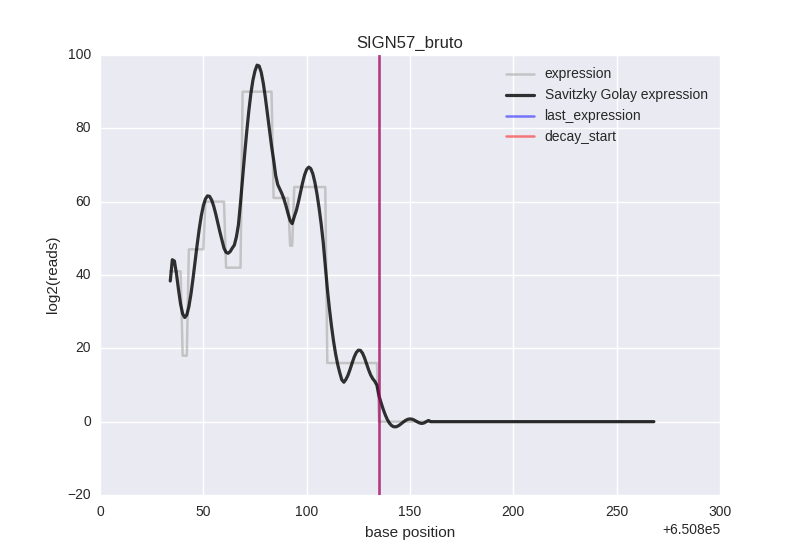 SIGN57_bruto
expression
Savitzky Golay expression
last_expression
decay_start
100
80
60
40
20
0
−20
log2(reads)
0 50 100 150 200 250 300
+6.508e5
base position